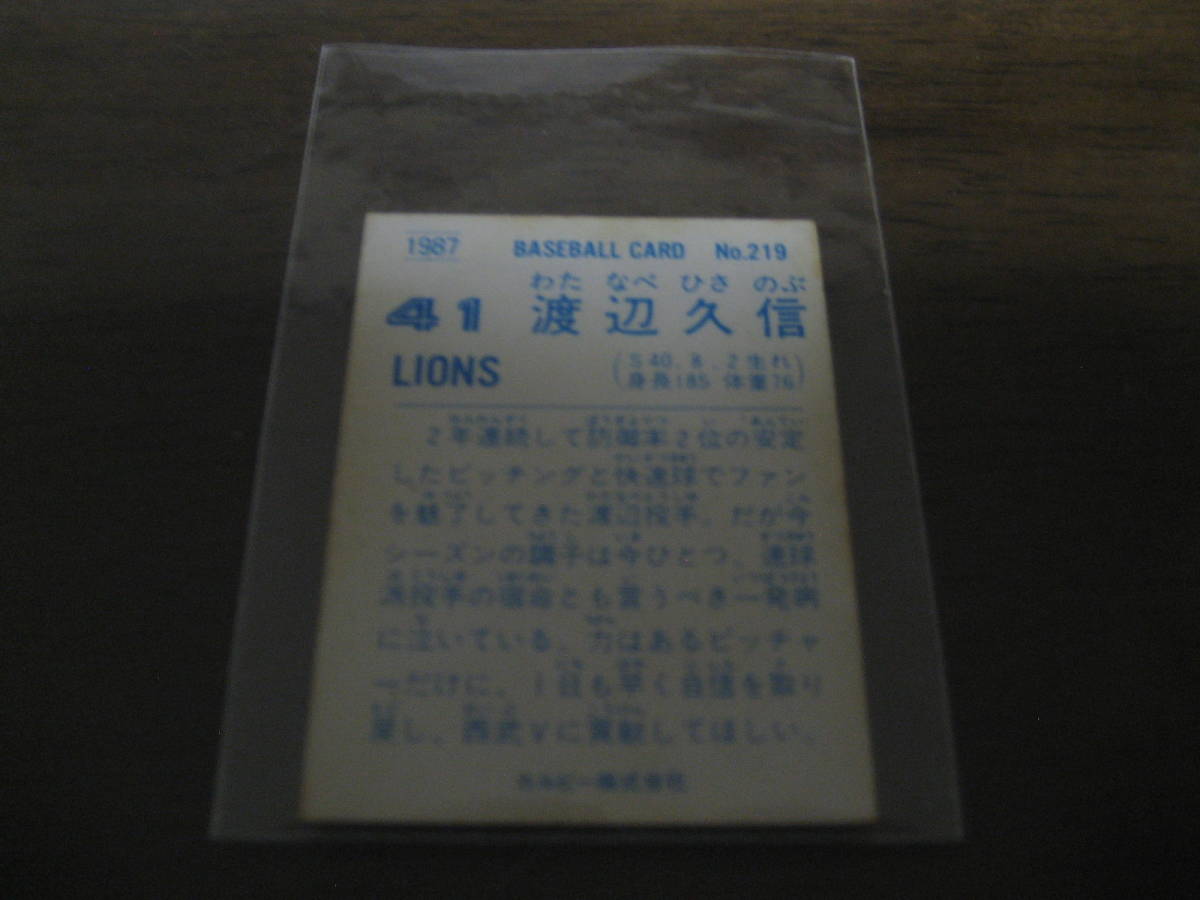 1987 BASEBALL CARD No.219
わた なべ ひさ のぶ
41 渡辺久信
LIONS
(S40.8.2生れ
身長185 体重76)
2年連続して防御率2位の安定
したピッチングと快速球でファン
を魅了してきた渡辺投手。だが今
シーズンの調子は今ひとつ、速球
派投手の宿命とも言うべき一発病
に泣いている。力はあるピッチャ
ーだけに、1日も早く自信を取り
戻し、西武Vに貢献してほしい。
カルビー株式会社